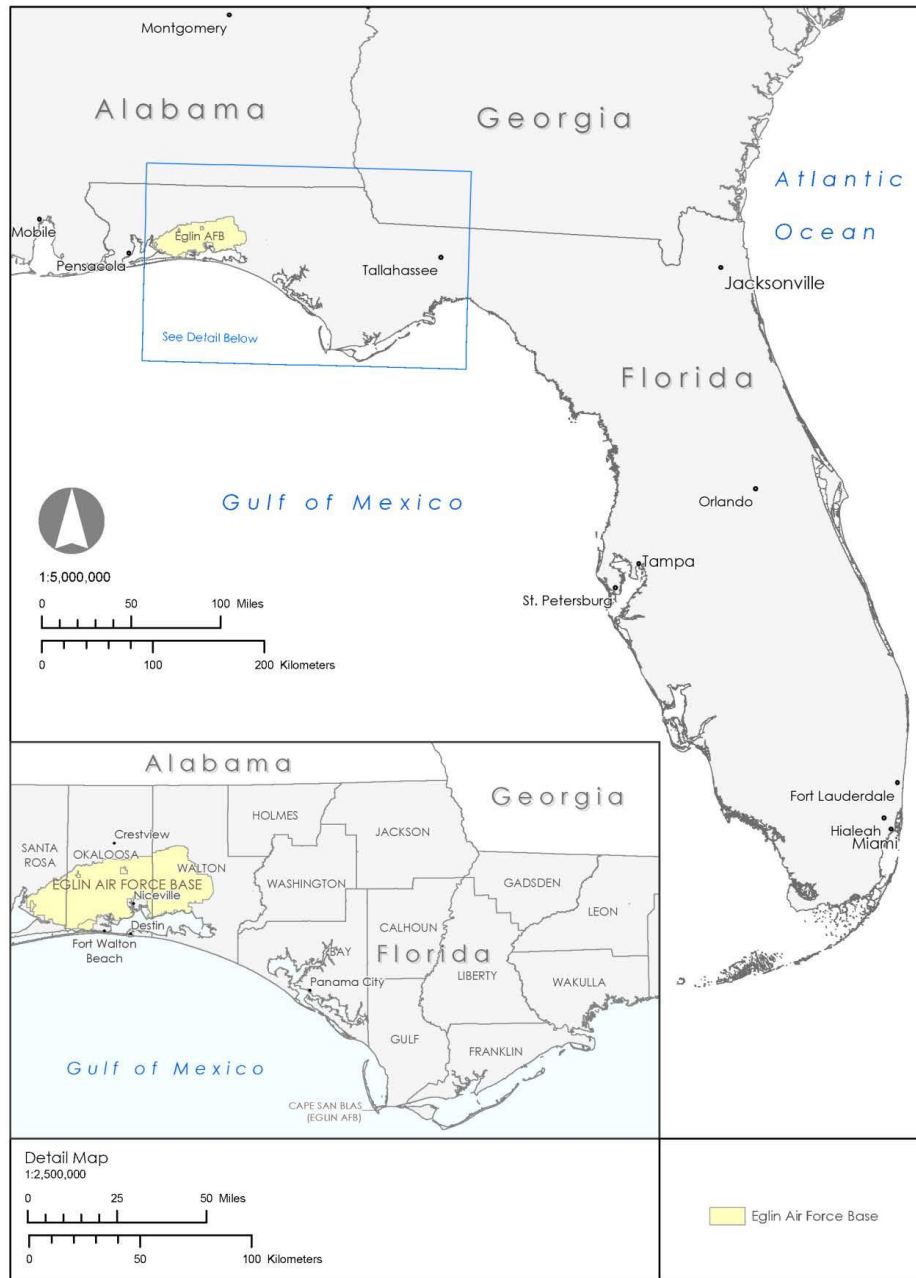 Montgomery
Alabama
Georgia
Atlantic
Ocean
Mobile
Eglin AFB
Pensacola
Tallahassee
Jacksonville
See Detail Below
Florida
Gulf of Mexico
Orlando
1:5,000,000
Tampa
0 50 100 Miles
St. Petersburg
0 100 200 Kilometers
Fort Lauderdale
Hialeah
Miami
Alabama
Georgia
HOLMES
JACKSON
Crestview
SANTA
ROSA
OKALOOSA
WALTON
WASHINGTON
GADSDEN
EGLIN AIR FORCE BASE
LEON
Niceville
CALHOUN
Destin
Fort Walton
Beach
BAY
Florida
LIBERTY
WAKULLA
Panama City
GULF
FRANKLIN
Gulf of Mexico
CAPE SAN BLAS
(EGLIN AFB)
Detail Map
1:2,500,000
0 25 50 Miles
0 50 100 Kilometers
Eglin Air Force Base